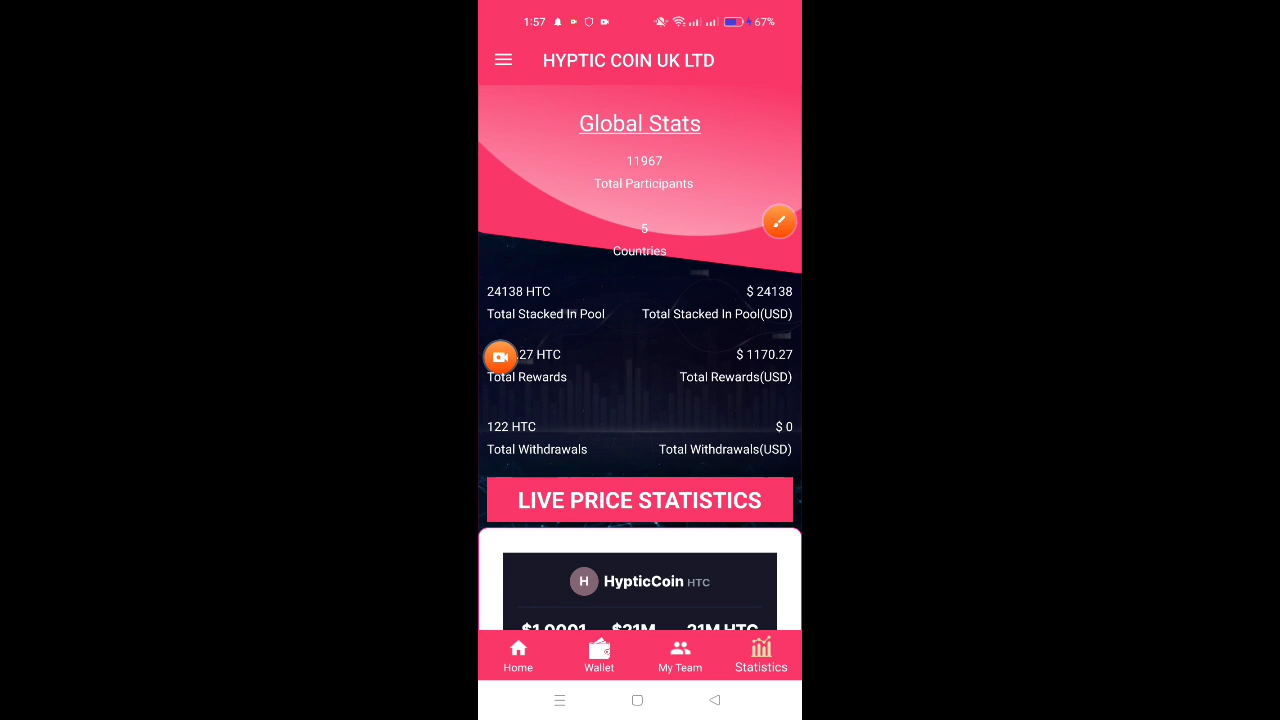 1:57 67%
HYPTIC COIN UK LTD
Global Stats
11967
Total Participants
5
Countries
24138 HTC $ 24138
Total Stacked In Pool Total Stacked In Pool(USD)
.27 HTC $ 1170.27
Total Rewards Total Rewards(USD)
122 HTC $ 0
Total Withdrawals Total Withdrawals(USD)
LIVE PRICE STATISTICS
H HypticCoin HTC
Home Wallet My Team Statistics